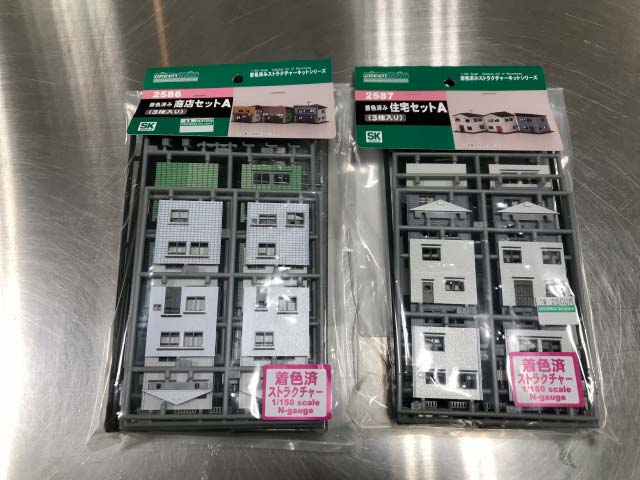 GREENMAX
着色済みストラクチャーキットシリーズ
2586
着色済み 商店セットA
(3棟入り)
SK
着色済
ストラクチャー
1/150 scale
N-gauge
GREENMAX
着色済みストラクチャーキットシリーズ
2587
着色済み 住宅セットA
(3棟入り)
SK
着色済
ストラクチャー
1/150 scale
N-gauge